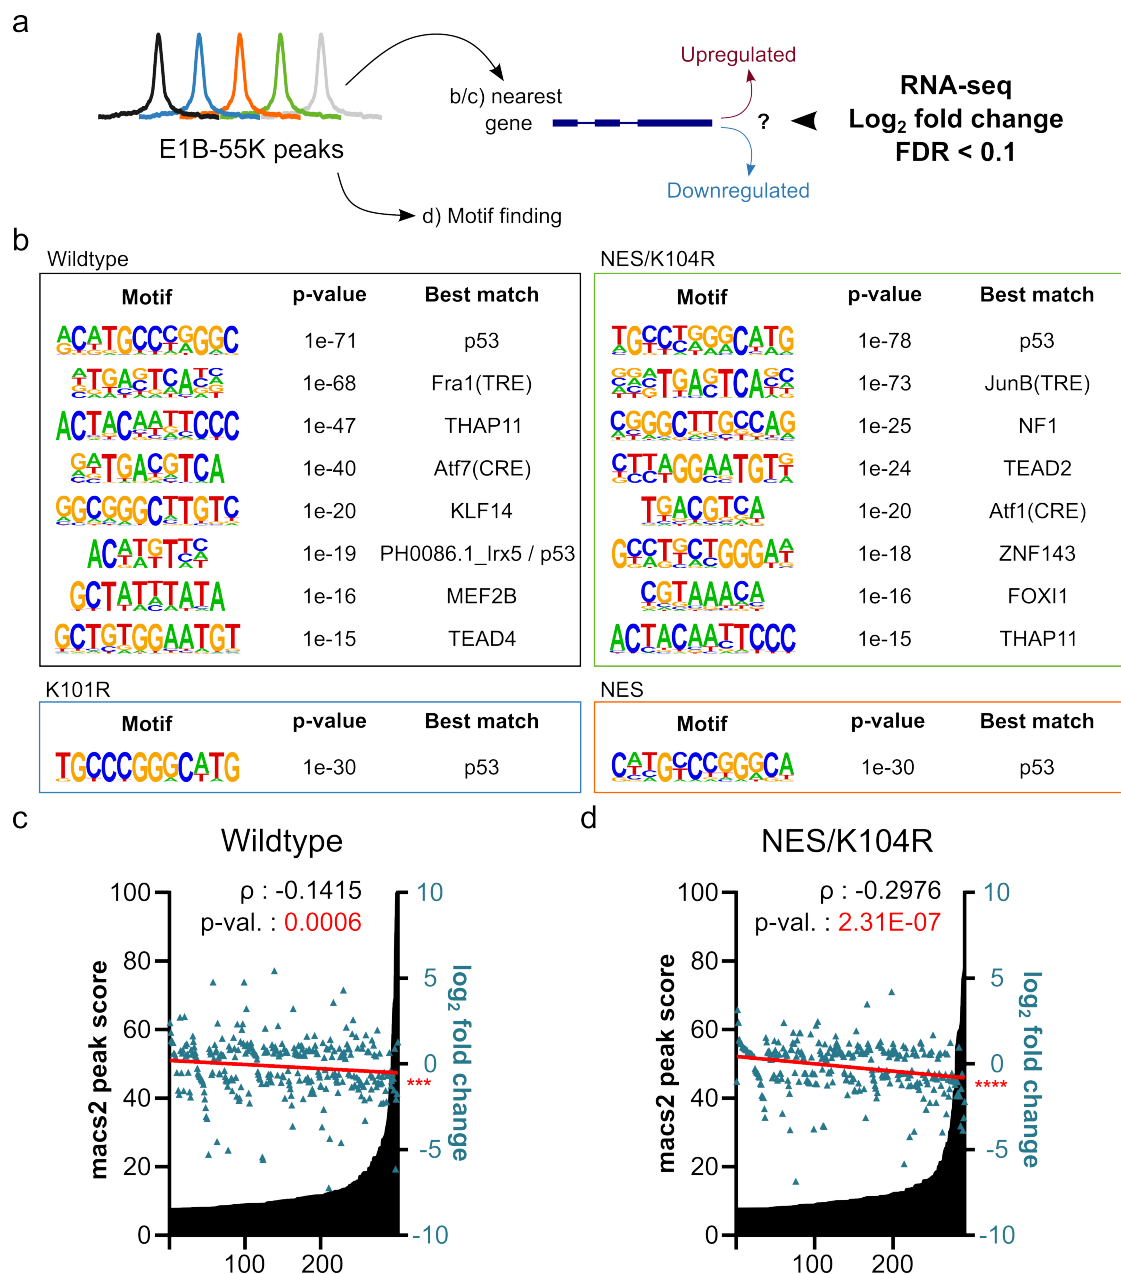 a
E1B-55K peaks
b/c) nearest
gene
d) Motif finding
Upregulated
?
Downregulated
RNA-seq
Log2 fold change
FDR < 0.1
b
Wildtype
Motif p-value Best match
ACATGCCCGGGC 1e-71 p53
ATGAGTCATC 1e-68 Fra1(TRE)
ACTACAATTCCC 1e-47 THAP11
GATGACGTCA 1e-40 Atf7(CRE)
GGCGGGCTTGTC 1e-20 KLF14
ACATGTTC 1e-19 PH0086.1_Irx5 / p53
GCTATTTATA 1e-16 MEF2B
GCTGTGGAATGT 1e-15 TEAD4
NES/K104R
Motif p-value Best match
TGCCTGGGCATG 1e-78 p53
GGATGAGTCAGC 1e-73 JunB(TRE)
CGGGCTTGCCAG 1e-25 NF1
CTTAGGAATGTG 1e-24 TEAD2
TGACGTCA 1e-20 Atf1(CRE)
GCCTGCTGGGAA 1e-18 ZNF143
CGTAAACA 1e-16 FOXI1
ACTACAACTCCC 1e-15 THAP11
K101R
Motif p-value Best match
TGCCCGGGCATG 1e-30 p53
NES
Motif p-value Best match
CATGCCCGGGCA 1e-30 p53
c
Wildtype
ρ : -0.1415
p-val. : 0.0006
macs2 peak score
100
80
60
40
20
0
100 200
10
5
0
-5
-10
log2 fold change
***
d
NES/K104R
ρ : -0.2976
p-val. : 2.31E-07
macs2 peak score
100
80
60
40
20
0
100 200
10
5
0
-5
-10
log2 fold change
****